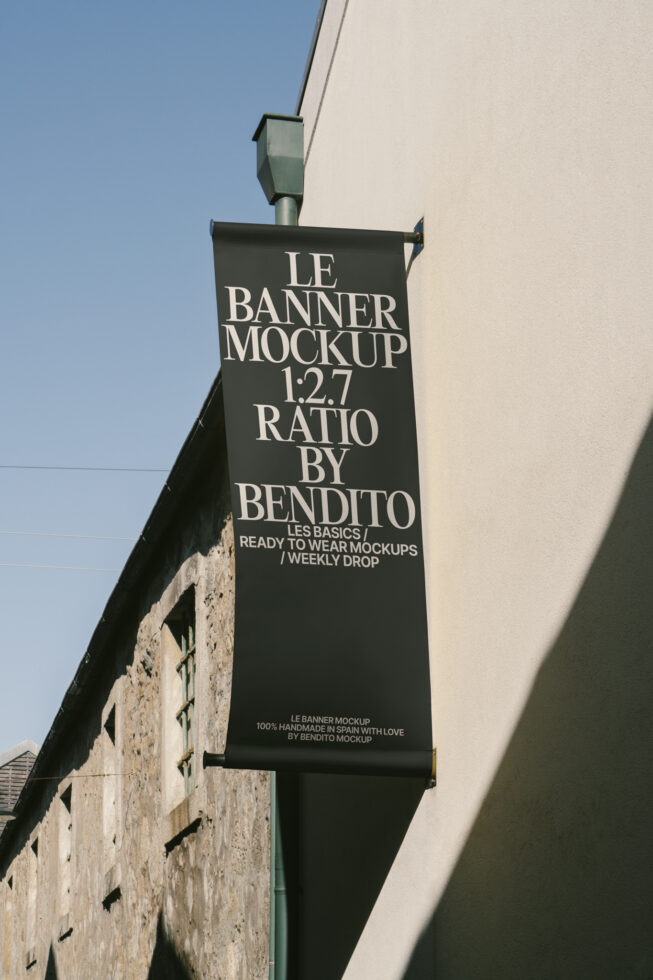 LE
BANNER
MOCKUP
1:2.7
RATIO
BY
BENDITO
LES BASICS /
READY TO WEAR MOCKUPS
/ WEEKLY DROP
LE BANNER MOCKUP
100% HANDMADE IN SPAIN WITH LOVE
BY BENDITO MOCKUP